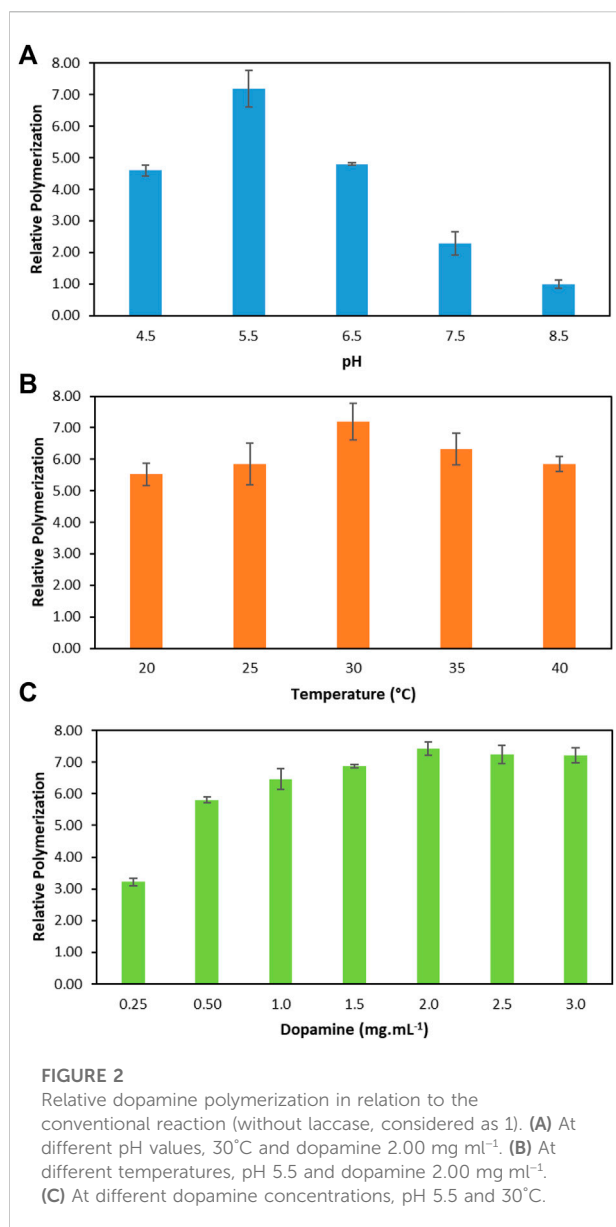 A
8.00
7.00
6.00
5.00
4.00
3.00
2.00
1.00
0.00
Relative Polymerization
4.5 5.5 6.5 7.5 8.5
pH
B
8.00
7.00
6.00
5.00
4.00
3.00
2.00
1.00
0.00
Relative Polymerization
20 25 30 35 40
Temperature (°C)
C
8.00
7.00
6.00
5.00
4.00
3.00
2.00
1.00
0.00
Relative Polymerization
0.25 0.50 1.0 1.5 2.0 2.5 3.0
Dopamine (mg.mL⁻¹)
FIGURE 2
Relative dopamine polymerization in relation to the
conventional reaction (without laccase, considered as 1). (A) At
different pH values, 30°C and dopamine 2.00 mg ml⁻¹. (B) At
different temperatures, pH 5.5 and dopamine 2.00 mg ml⁻¹.
(C) At different dopamine concentrations, pH 5.5 and 30°C.